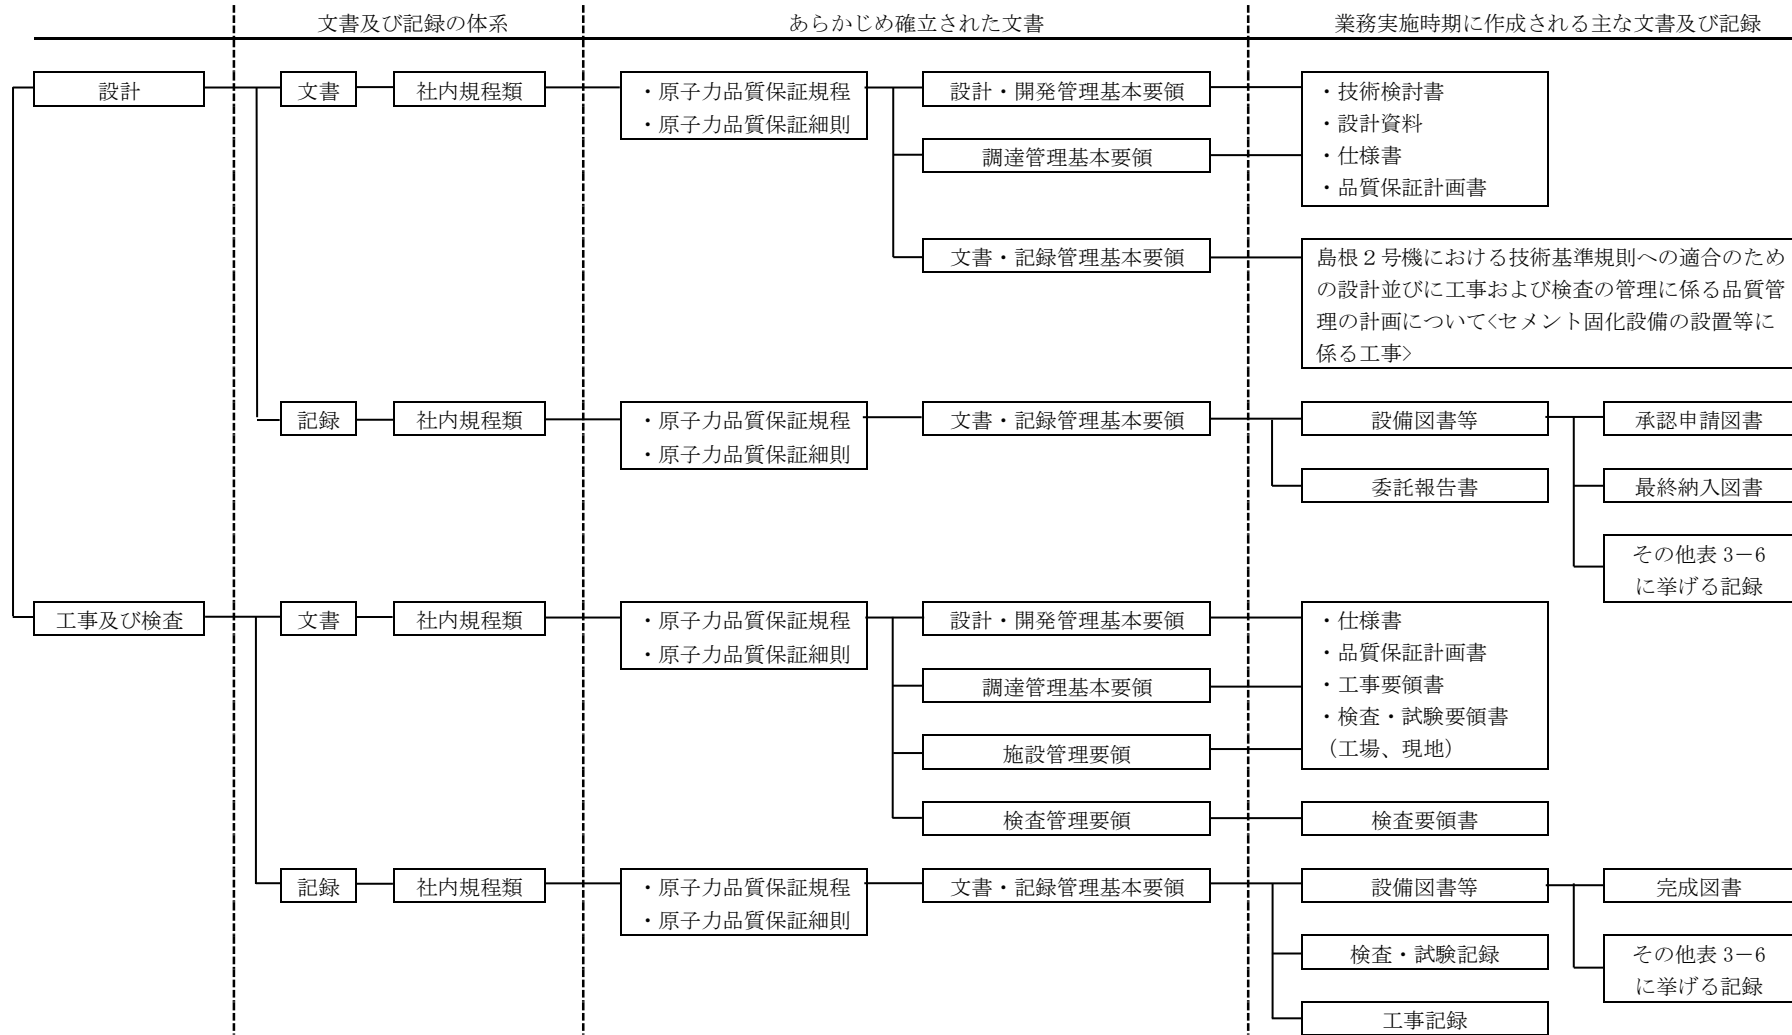 文書及び記録の体系
あらかじめ確立された文書
業務実施時期に作成される主な文書及び記録
設計
文書
社内規程類
・原子力品質保証規程
・原子力品質保証細則
設計・開発管理基本要領
調達管理基本要領
・技術検討書
・設計資料
・仕様書
・品質保証計画書
文書・記録管理基本要領
島根2号機における技術基準規則への適合のため
の設計並びに工事および検査の管理に係る品質管
理の計画について<セメント固化設備の設置等に
係る工事>
記録
社内規程類
・原子力品質保証規程
・原子力品質保証細則
文書・記録管理基本要領
設備図書等
委託報告書
承認申請図書
最終納入図書
その他表 3-6
に挙げる記録
工事及び検査
文書
社内規程類
・原子力品質保証規程
・原子力品質保証細則
設計・開発管理基本要領
調達管理基本要領
施設管理要領
・仕様書
・品質保証計画書
・工事要領書
・検査・試験要領書
(工場、現地)
検査管理要領
検査要領書
記録
社内規程類
・原子力品質保証規程
・原子力品質保証細則
文書・記録管理基本要領
設備図書等
検査・試験記録
工事記録
完成図書
その他表 3-6
に挙げる記録